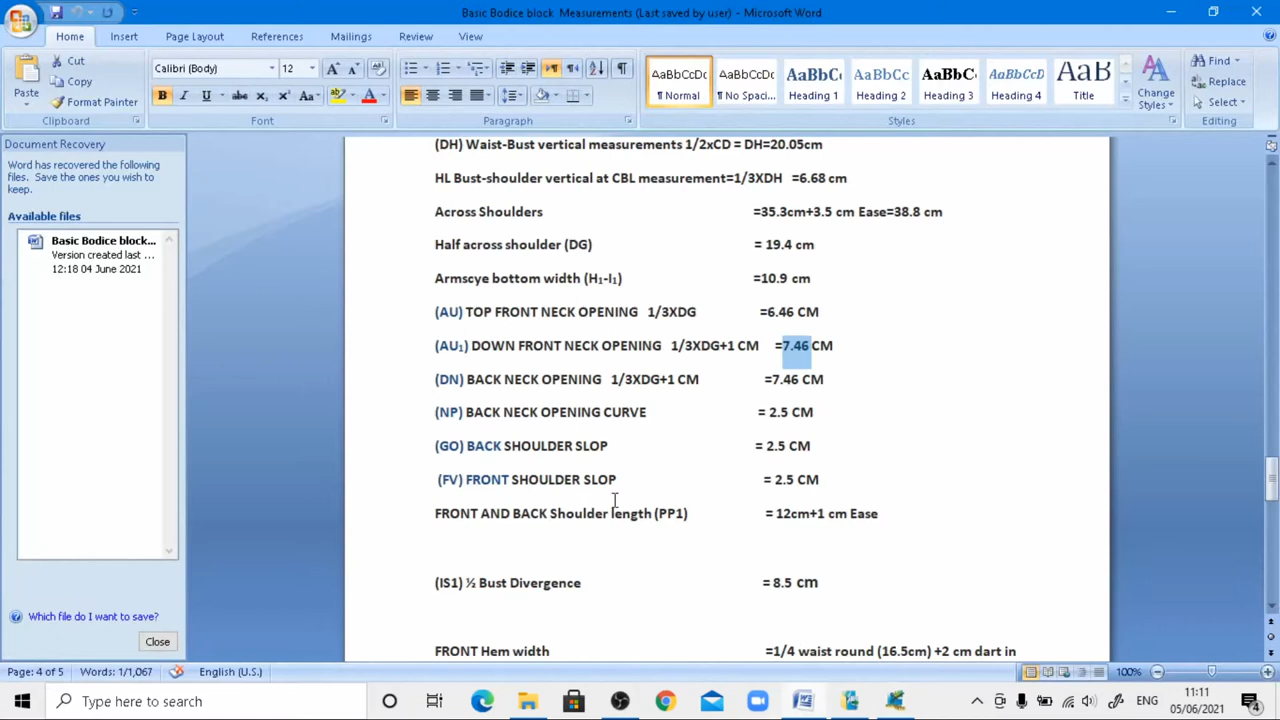 Basic Bodice block. Measurements (Last saved by user) - Microsoft Word
Home Insert Page Layout References Mailings Review View
Paste
Cut
Copy
Format Painter
Clipboard
Calibri (Body) 12
Font
Paragraph
AaBbCcDc AaBbCcDc AaBbC AaBbCc AaBbC AaBbCcD AaB
¶ Normal ¶ No Spaci... Heading 1 Heading 2 Heading 3 Heading 4 Title
Change Styles
Styles
Find
Replace
Select
Editing
Document Recovery
Word has recovered the following files. Save the ones you wish to keep.
Available files
Basic Bodice block...
Version created last ...
12:18 04 June 2021
Which file do I want to save?
Close
(DH) Waist-Bust vertical measurements 1/2xCD = DH=20.05cm
HL Bust-shoulder vertical at CBL measurement=1/3XDH =6.68 cm
Across Shoulders =35.3cm+3.5 cm Ease=38.8 cm
Half across shoulder (DG) = 19.4 cm
Armscye bottom width (H₁-I₁) =10.9 cm
(AU) TOP FRONT NECK OPENING 1/3XDG =6.46 CM
(AU₁) DOWN FRONT NECK OPENING 1/3XDG+1 CM =7.46 CM
(DN) BACK NECK OPENING 1/3XDG+1 CM =7.46 CM
(NP) BACK NECK OPENING CURVE = 2.5 CM
(GO) BACK SHOULDER SLOP = 2.5 CM
(FV) FRONT SHOULDER SLOP = 2.5 CM
FRONT AND BACK Shoulder length (PP1) = 12cm+1 cm Ease
(IS1) ½ Bust Divergence = 8.5 cm
FRONT Hem width =1/4 waist round (16.5cm) +2 cm dart in
Page: 4 of 5 Words: 1/1,067 English (U.S.) 100%
Type here to search
ENG
11:11
05/06/2021
4